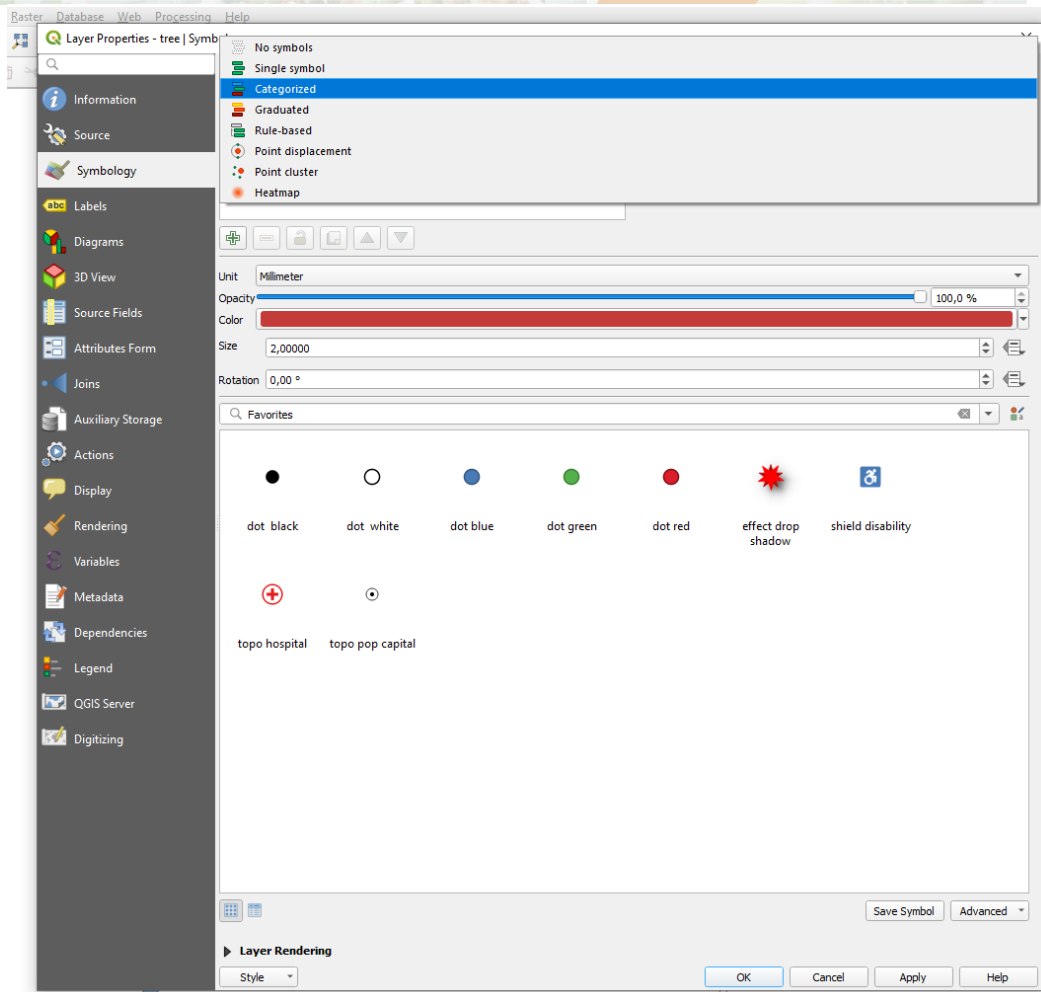 Raster Database Web Processing Help
Layer Properties - tree | Symb
No symbols
Single symbol
Categorized
Graduated
Rule-based
Point displacement
Point cluster
Heatmap
Information
Source
Symbology
abc Labels
Diagrams
3D View
Source Fields
Attributes Form
Joins
Auxiliary Storage
Actions
Display
Rendering
Variables
Metadata
Dependencies
Legend
QGIS Server
Digitizing
Unit Millimeter
Opacity 100,0 %
Color
Size 2,00000
Rotation 0,00 °
Favorites
dot black dot white dot blue dot green dot red effect drop shield disability
shadow
topo hospital topo pop capital
Save Symbol Advanced
Layer Rendering
Style OK Cancel Apply Help